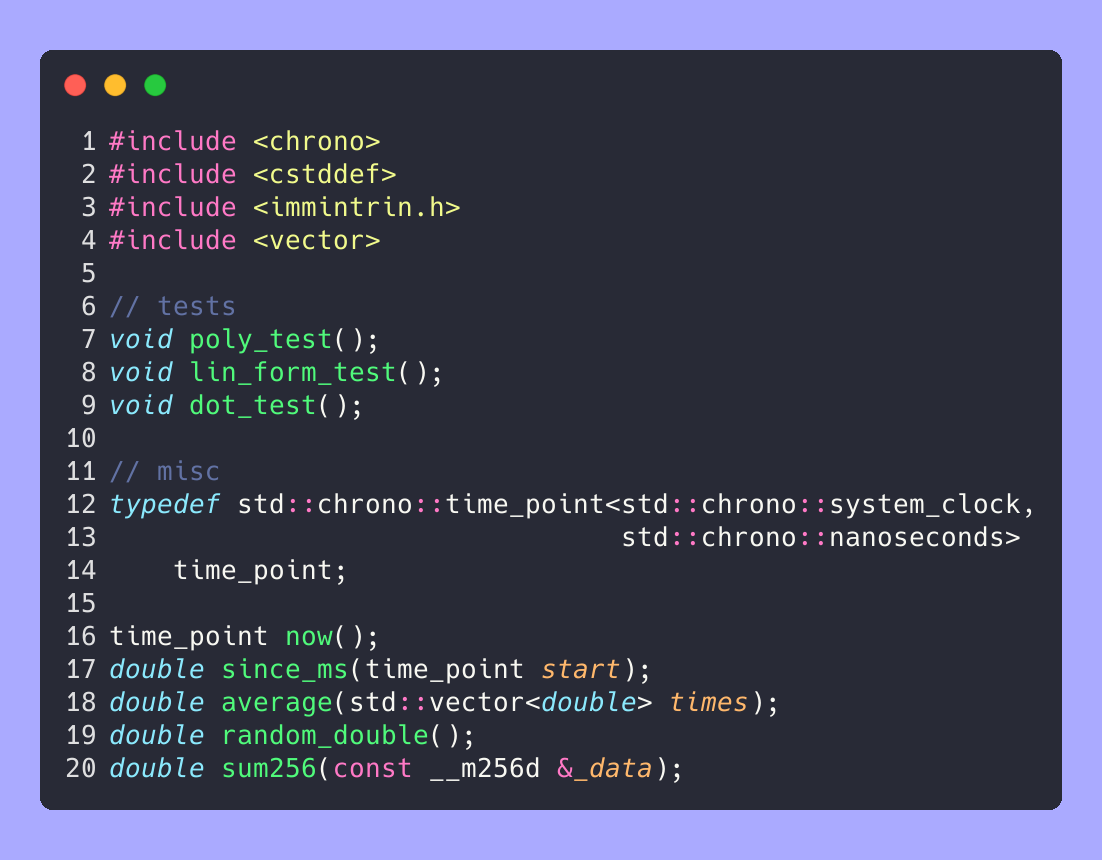 1 #include <chrono>
2 #include <cstddef>
3 #include <immintrin.h>
4 #include <vector>
5
6 // tests
7 void poly_test();
8 void lin_form_test();
9 void dot_test();
10
11 // misc
12 typedef std::chrono::time_point<std::chrono::system_clock,
13                                 std::chrono::nanoseconds>
14     time_point;
15
16 time_point now();
17 double since_ms(time_point start);
18 double average(std::vector<double> times);
19 double random_double();
20 double sum256(const __m256d &_data);